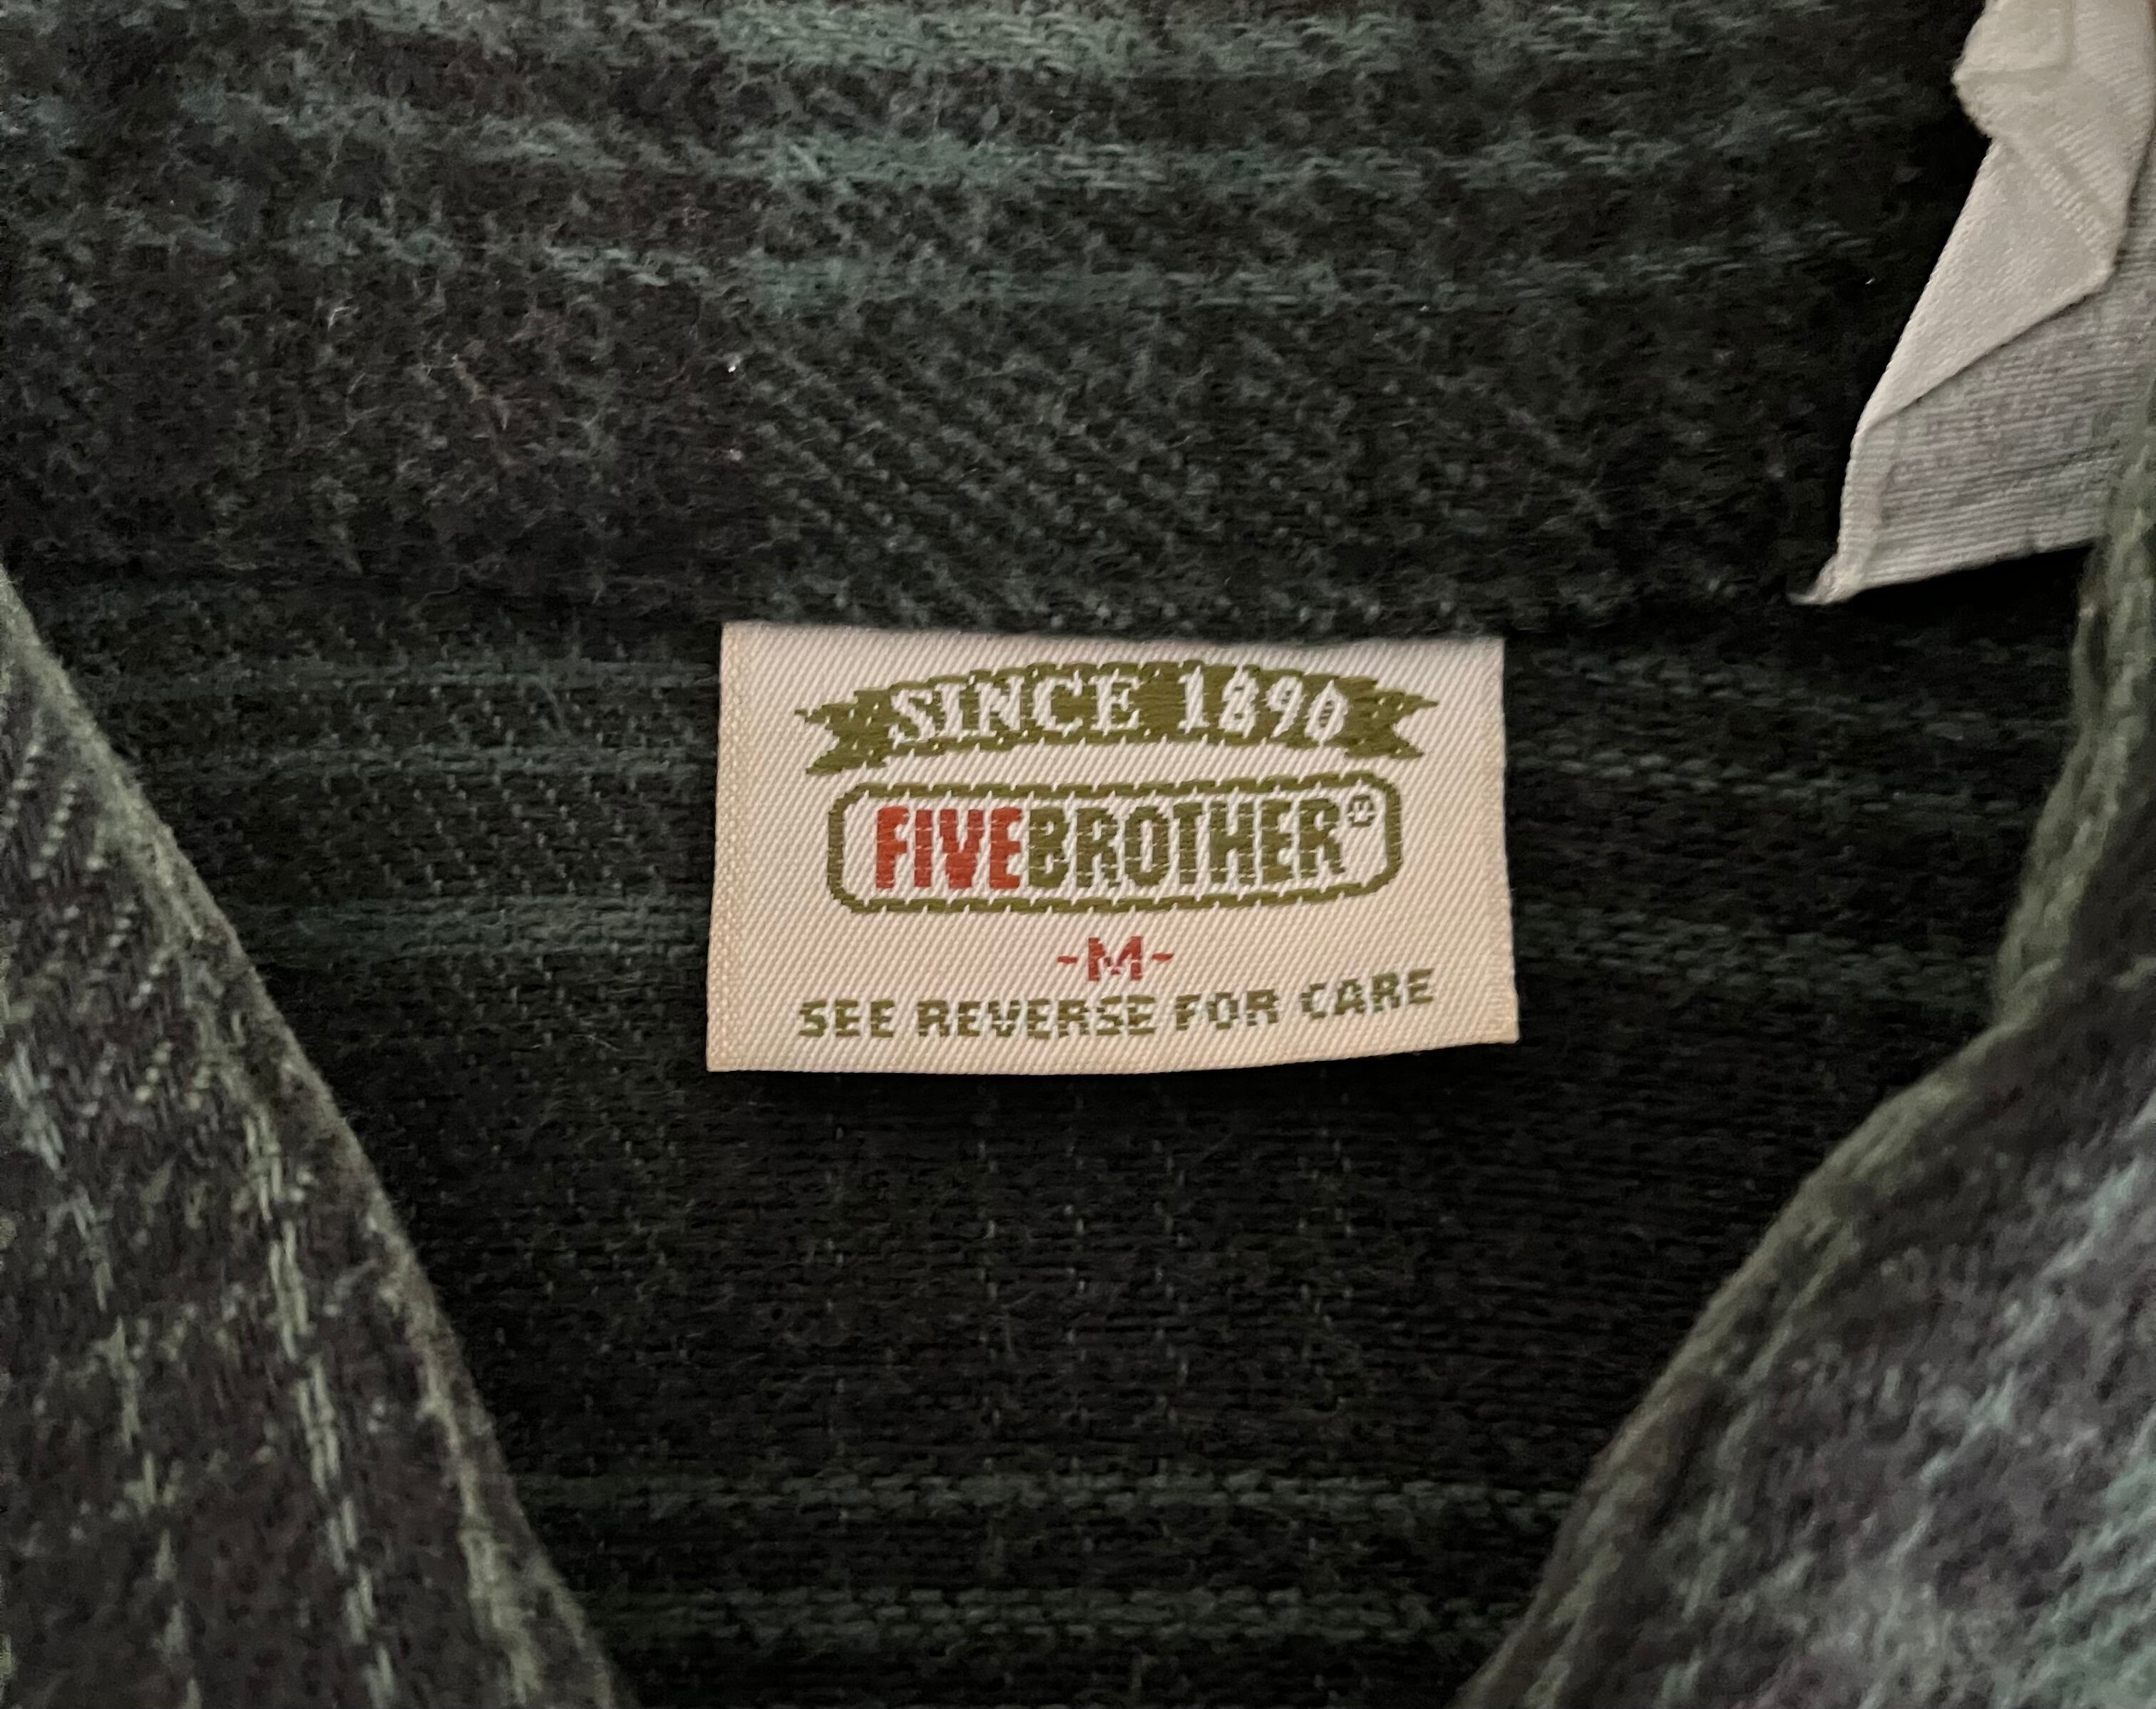 SINCE 1890
FIVEBROTHER®
-M-
SEE REVERSE FOR CARE